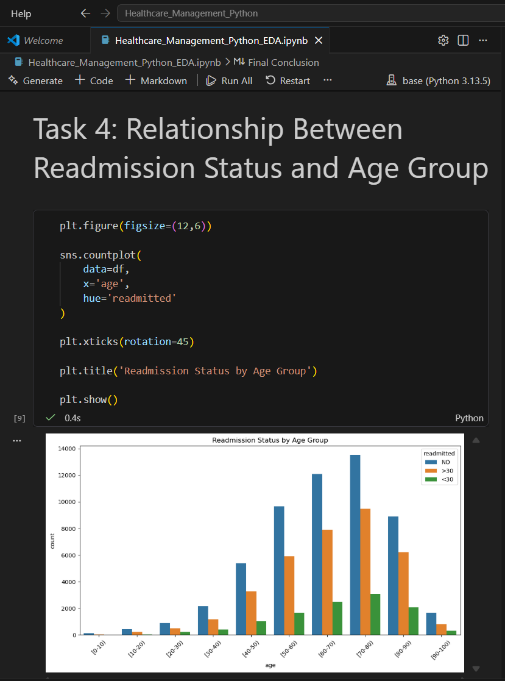 Help
Healthcare_Management_Python
Welcome
Healthcare_Management_Python_EDA.ipynb
Healthcare_Management_Python_EDA.ipynb > M↓ Final Conclusion
Generate + Code + Markdown Run All Restart ... base (Python 3.13.5)
Task 4: Relationship Between
Readmission Status and Age Group
plt.figure(figsize=(12,6))
sns.countplot(
data=df,
x='age',
hue='readmitted'
)
plt.xticks(rotation=45)
plt.title('Readmission Status by Age Group')
plt.show()
[9]
0.4s
Python
Readmission Status by Age Group
readmitted
NO
>30
<30
14000
12000
10000
8000
6000
4000
2000
0
count
[0-10)
[10-20)
[20-30)
[30-40)
[40-50)
[50-60)
[60-70)
[70-80)
[80-90)
[90-100)
age